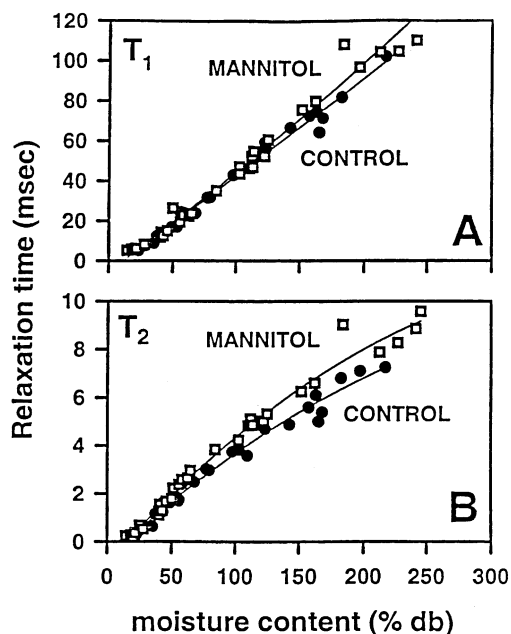 120
100
80
60
40
20
0
T1
MANNITOL
CONTROL
A
Relaxation time (msec)
10
8
6
4
2
0
T2
MANNITOL
CONTROL
B
0 50 100 150 200 250 300
moisture content (% db)